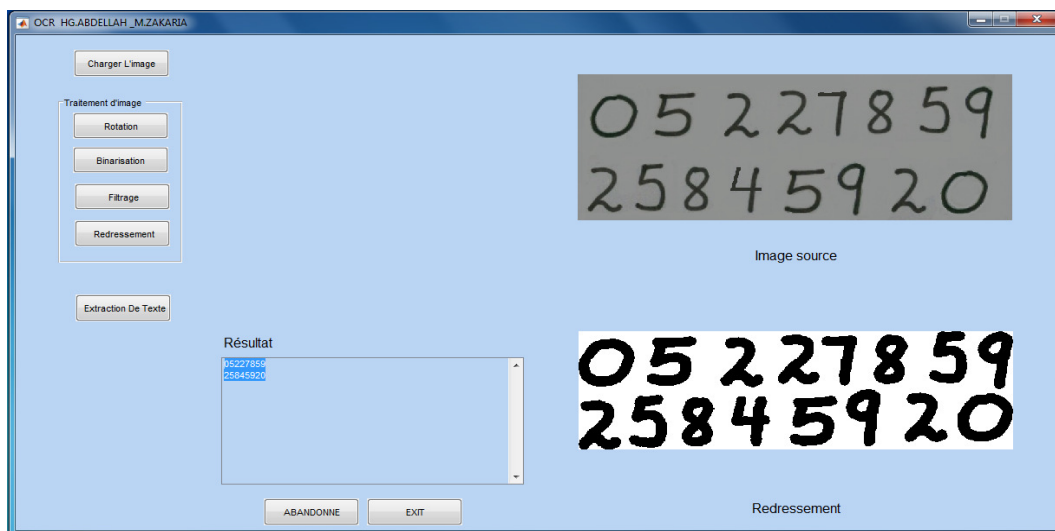 OCR HG.ABDELLAH _M.ZAKARIA
Charger L'image
Traitement d'image
Rotation
Binarisation
Filtrage
Redressement
Extraction De Texte
05227859
25845920
Image source
Résultat
05227859
25845920
05227859
25845920
Redressement
ABANDONNE
EXIT